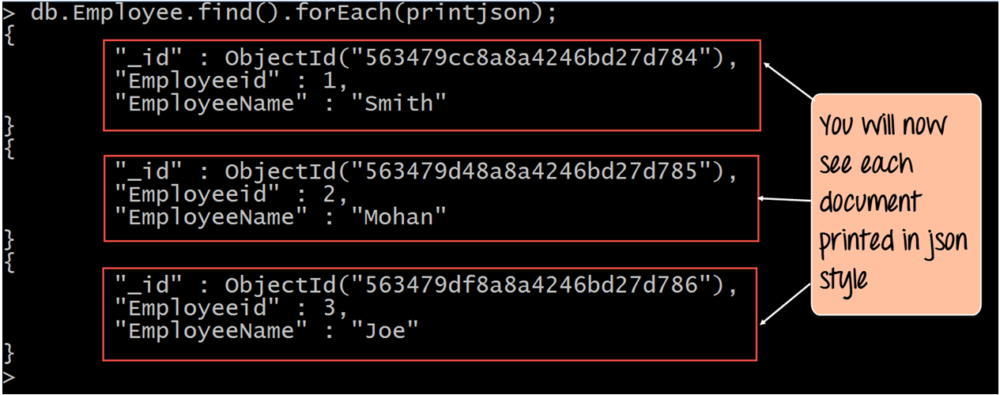 > db.Employee.find().forEach(printjson);
{
"_id" : ObjectId("563479cc8a8a4246bd27d784"),
"Employeeid" : 1,
"EmployeeName" : "Smith"
}
{
"_id" : ObjectId("563479d48a8a4246bd27d785"),
"Employeeid" : 2,
"EmployeeName" : "Mohan"
}
{
"_id" : ObjectId("563479df8a8a4246bd27d786"),
"Employeeid" : 3,
"EmployeeName" : "Joe"
}
>
You will now
see each
document
printed in json
style